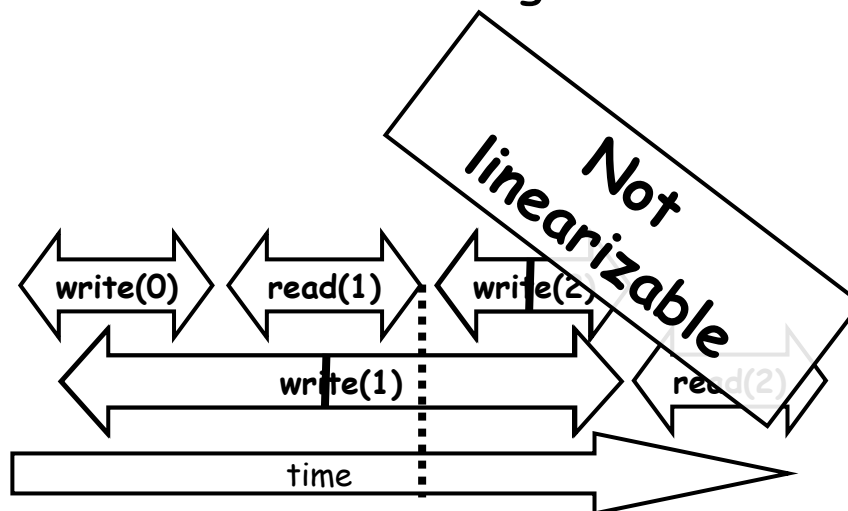 Not
linearizable
write(0)
read(1)
write(2)
write(1)
read(2)
time